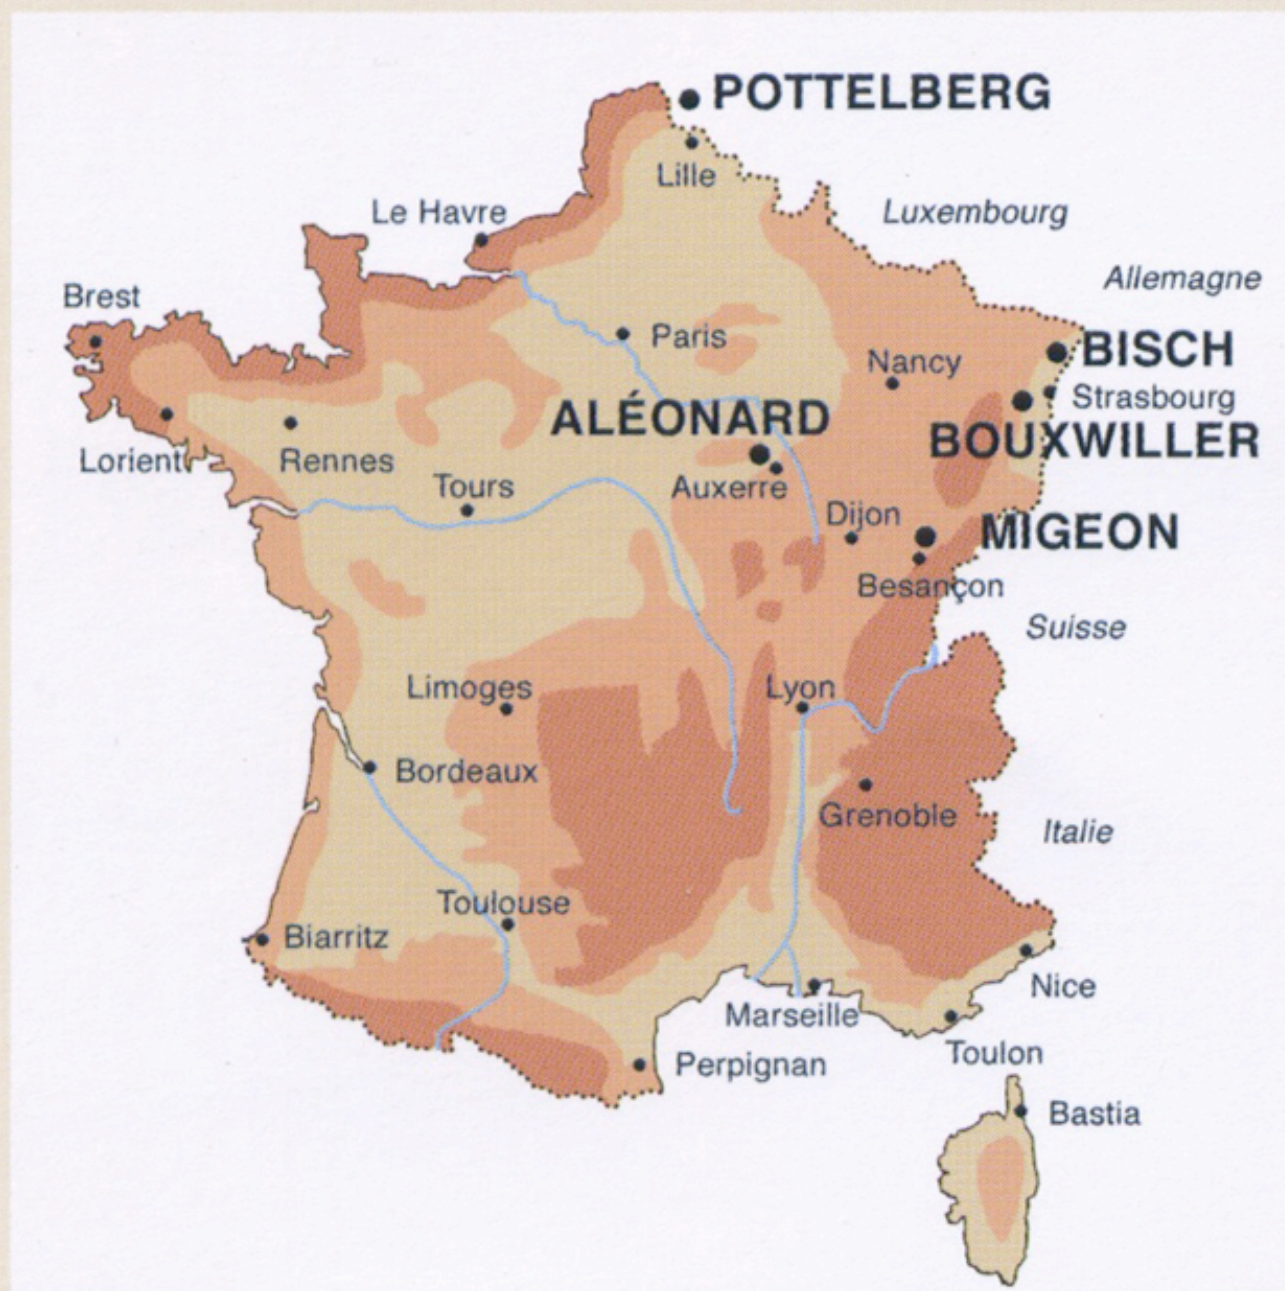 POTTELBERG
Lille
Le Havre
Luxembourg
Allemagne
Brest
Paris
BISCH
Nancy
Strasbourg
ALÉONARD
BOUXWILLER
Lorient
Rennes
Tours
Auxerre
Dijon
MIGEON
Besançon
Suisse
Limoges
Lyon
Bordeaux
Grenoble
Italie
Toulouse
Biarritz
Nice
Marseille
Toulon
Perpignan
Bastia